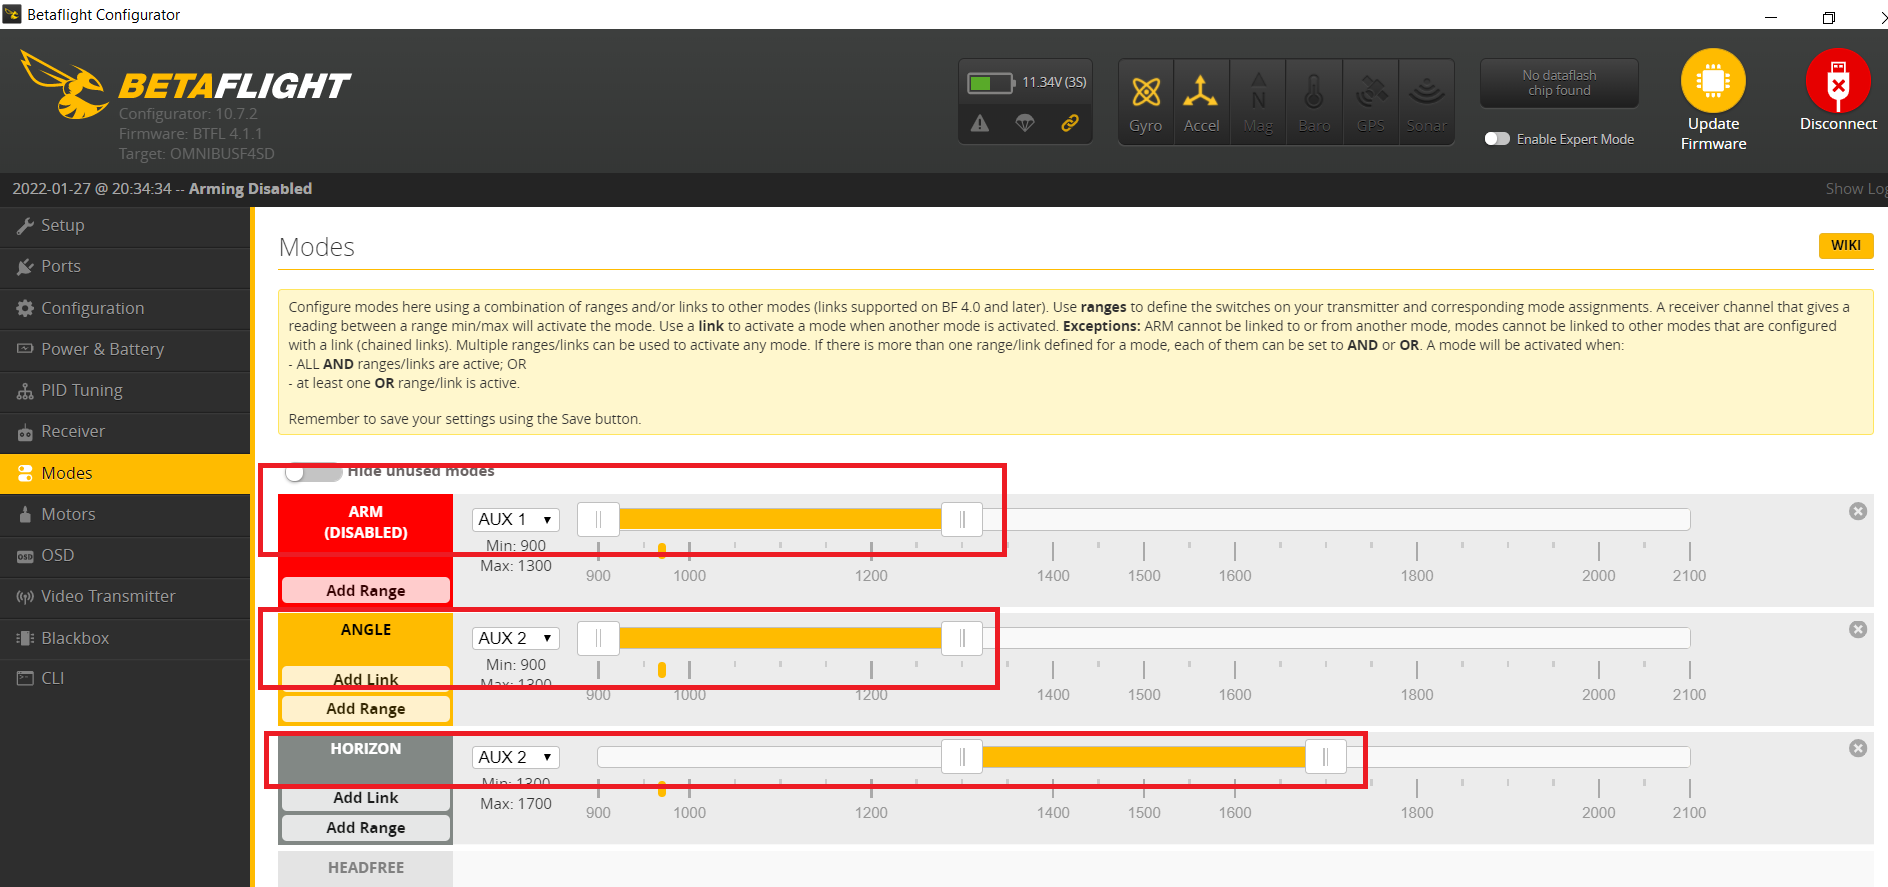 Betaflight Configurator
BETAFLIGHT
Configurator: 10.7.2
Firmware: BTFL 4.1.1
Target: OMNIBUSF4SD
11.34V (3S)
Gyro
Accel
Mag
Baro
GPS
Sonar
No dataflash
chip found
Enable Expert Mode
Update
Firmware
Disconnect
2022-01-27 @ 20:34:34 -- Arming Disabled
Show Log
Setup
Ports
Configuration
Power & Battery
PID Tuning
Receiver
Modes
Motors
OSD
Video Transmitter
Blackbox
CLI
Modes
WIKI
Configure modes here using a combination of ranges and/or links to other modes (links supported on BF 4.0 and later). Use ranges to define the switches on your transmitter and corresponding mode assignments. A receiver channel that gives a
reading between a range min/max will activate the mode. Use a link to activate a mode when another mode is activated. Exceptions: ARM cannot be linked to or from another mode, modes cannot be linked to other modes that are configured
with a link (chained links). Multiple ranges/links can be used to activate any mode. If there is more than one range/link defined for a mode, each of them can be set to AND or OR. A mode will be activated when:
- ALL AND ranges/links are active; OR
- at least one OR range/link is active.
Remember to save your settings using the Save button.
Hide unused modes
ARM
(DISABLED)
Add Range
AUX 1
Min: 900
Max: 1300
900 1000 1200 1400 1500 1600 1800 2000 2100
ANGLE
Add Link
Add Range
AUX 2
Min: 900
Max: 1300
900 1000 1200 1400 1500 1600 1800 2000 2100
HORIZON
Add Link
Add Range
AUX 2
Min: 1300
Max: 1700
900 1000 1200 1400 1500 1600 1800 2000 2100
HEADFREE